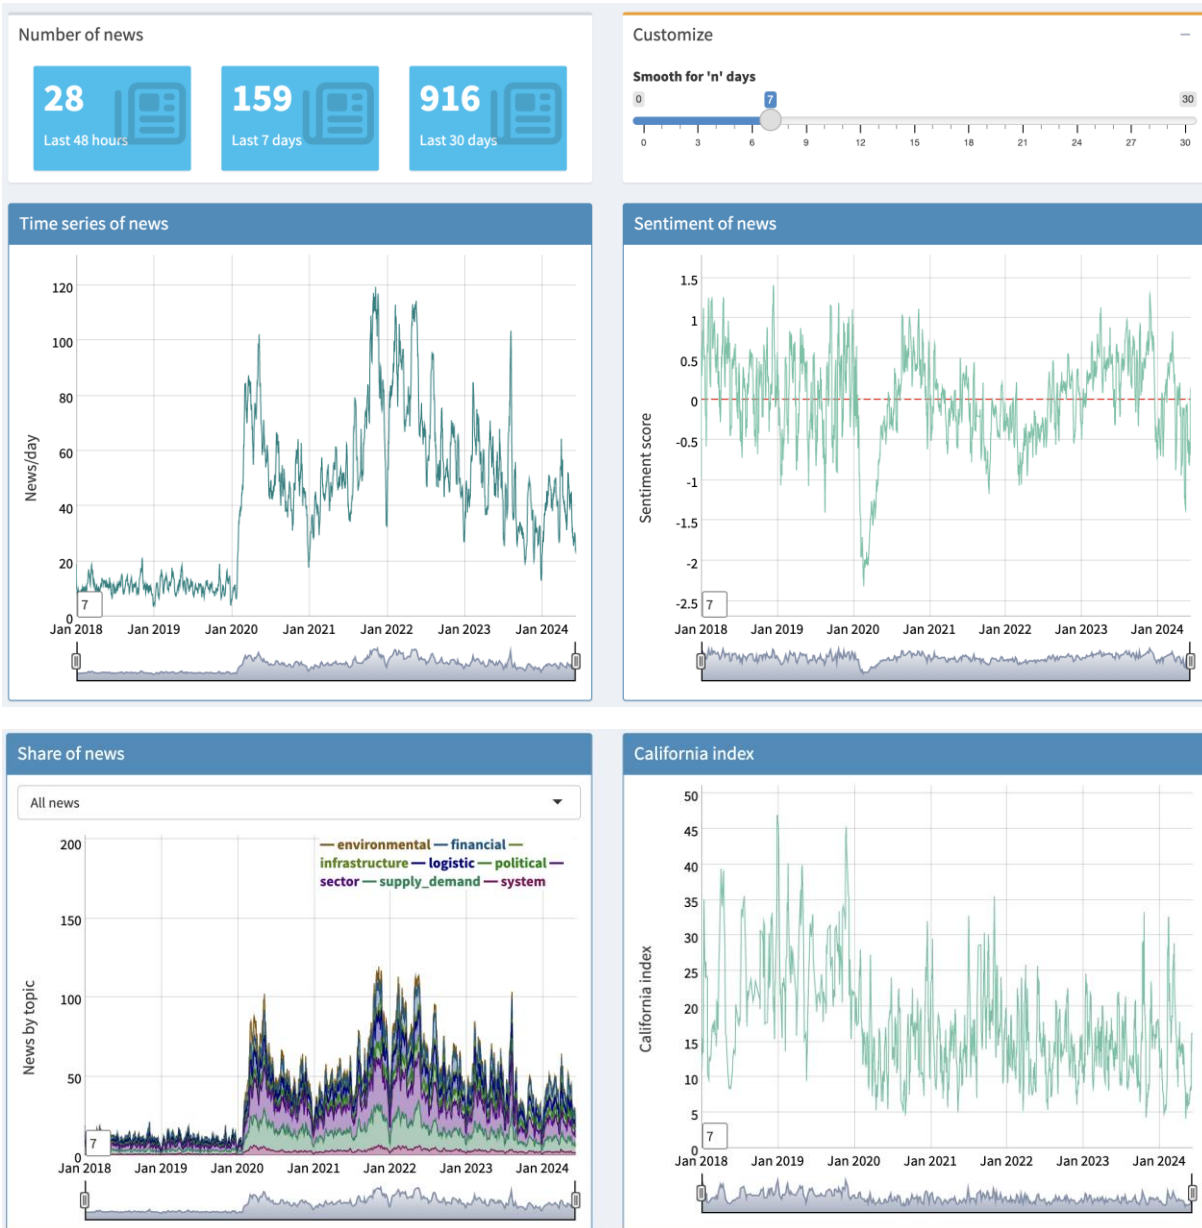 Number of news
28
Last 48 hours
159
Last 7 days
916
Last 30 days
Customize
Smooth for 'n' days
0
7
30
0 3 6 9 12 15 18 21 24 27 30
Time series of news
News/day
120
100
80
60
40
20
0
7
Jan 2018 Jan 2019 Jan 2020 Jan 2021 Jan 2022 Jan 2023 Jan 2024
Sentiment of news
Sentiment score
1.5
1
0.5
0
-0.5
-1
-1.5
-2
-2.5
7
Jan 2018 Jan 2019 Jan 2020 Jan 2021 Jan 2022 Jan 2023 Jan 2024
Share of news
All news
News by topic
200
150
100
50
0
— environmental — financial —
infrastructure — logistic — political —
sector — supply_demand — system
7
Jan 2018 Jan 2019 Jan 2020 Jan 2021 Jan 2022 Jan 2023 Jan 2024
California index
California index
50
45
40
35
30
25
20
15
10
5
0
7
Jan 2018 Jan 2019 Jan 2020 Jan 2021 Jan 2022 Jan 2023 Jan 2024